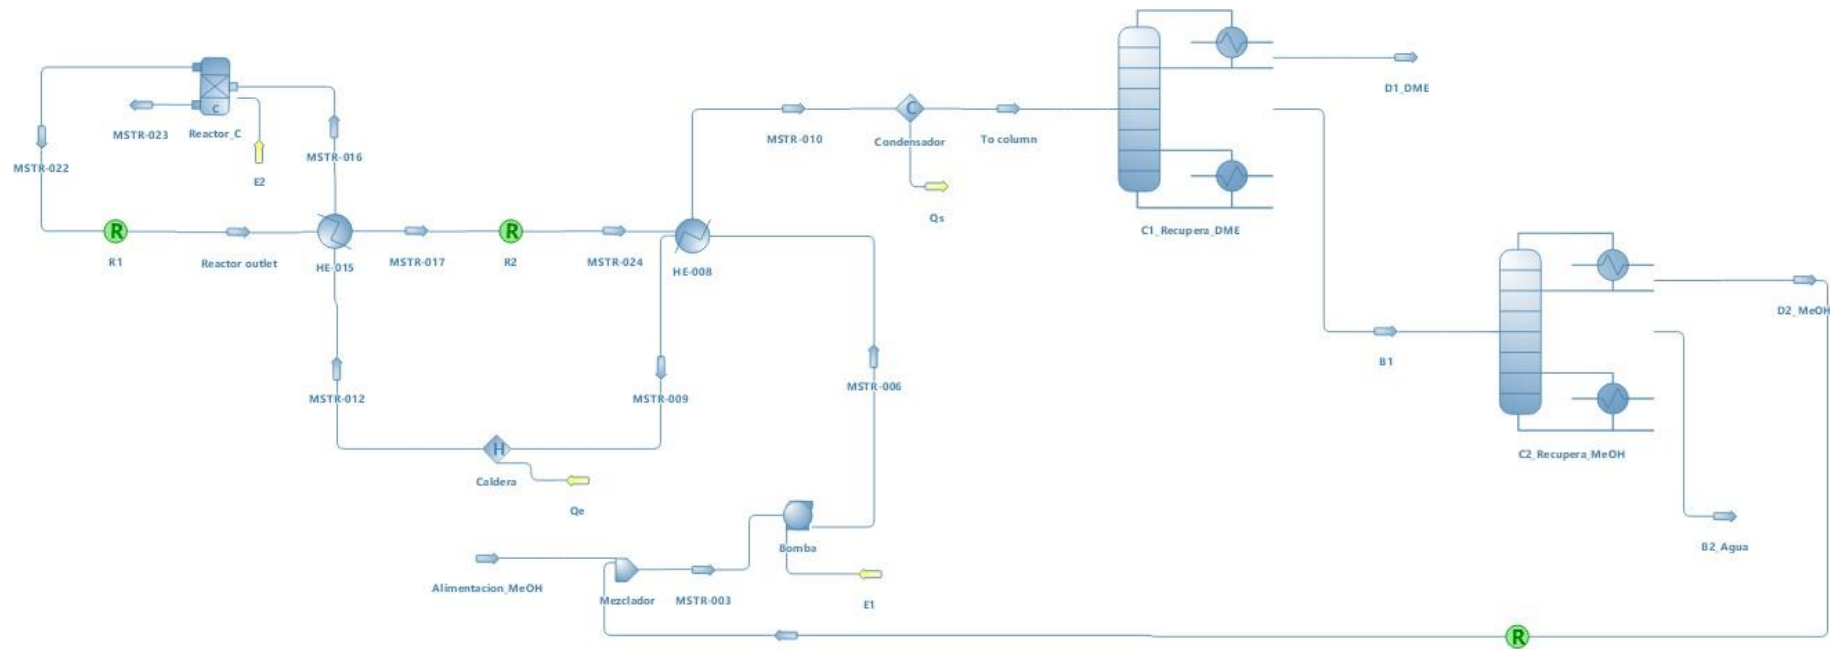 D1_DME
C
MSTR-023
Reactor_C
MSTR-010
C
Condensador
To column
MSTR-022
MSTR-016
E2
Qs
R
R
C1_Recupera_DME
R1
Reactor outlet
HE-015
MSTR-017
R2
MSTR-024
HE-008
D2_MeOH
B1
MSTR-006
MSTR-012
MSTR-009
H
Caldera
C2_Recupera_MeOH
Qe
Bomba
B2_Agua
Alimentacion_MeOH
Mezclador
MSTR-003
E1
R